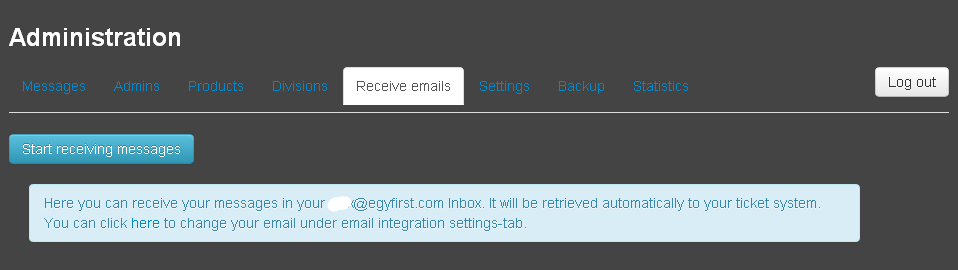 Administration
Messages Admins Products Divisions Receive emails Settings Backup Statistics Log out
Start receiving messages
Here you can receive your messages in your @egyfirst.com Inbox. It will be retrieved automatically to your ticket system.
You can click here to change your email under email integration settings-tab.